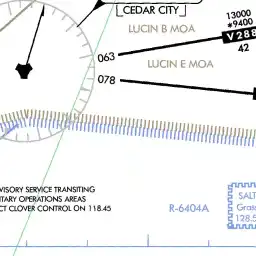 CEDAR CITY
LUCIN B MOA
13000
*9400
V 288
42
063
LUCIN E MOA
078
VISORY SERVICE TRANSITING
ITARY OPERATIONS AREAS
CT CLOVER CONTROL ON 118.45
R-6404A
SALT
Grass
128.5